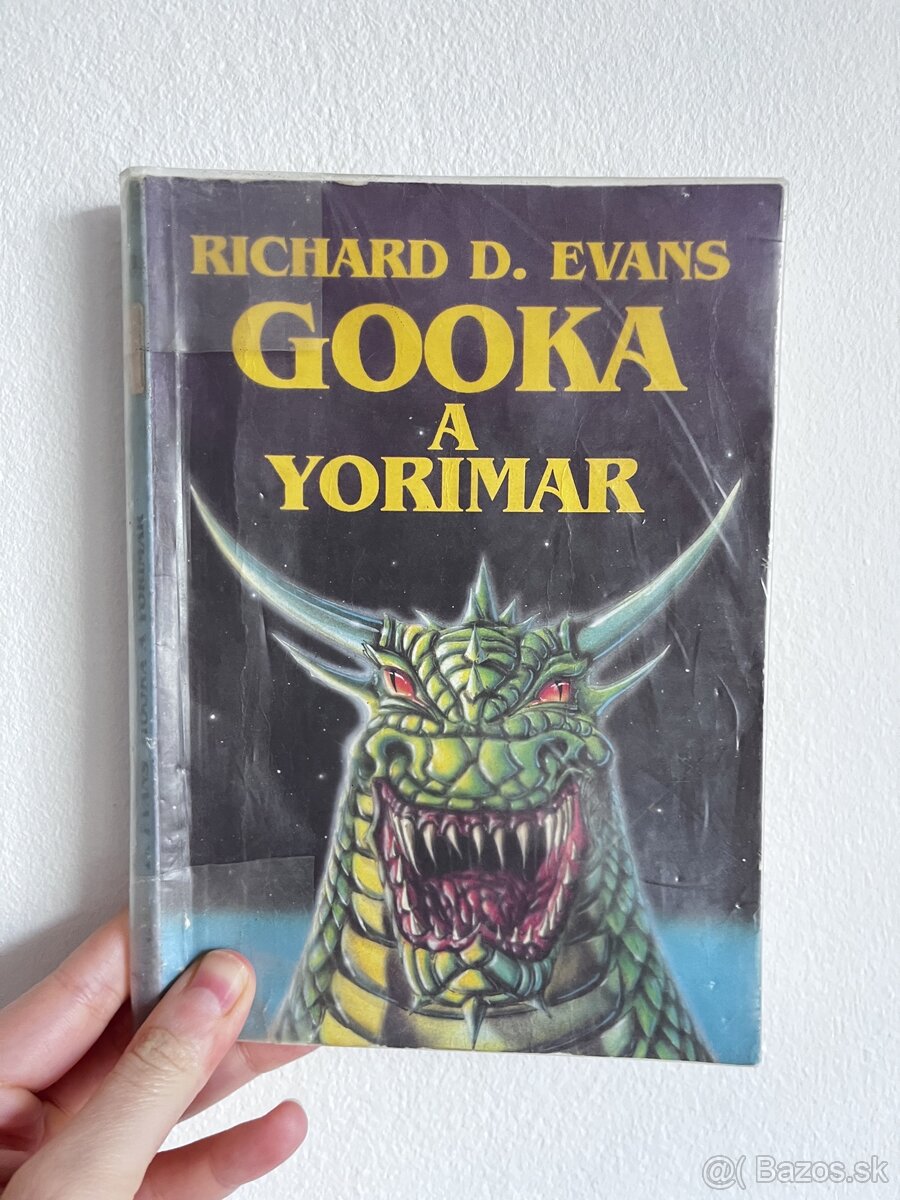 RICHARD D. EVANS
GOOKA
A
YORIMAR
@( Bazos.sk